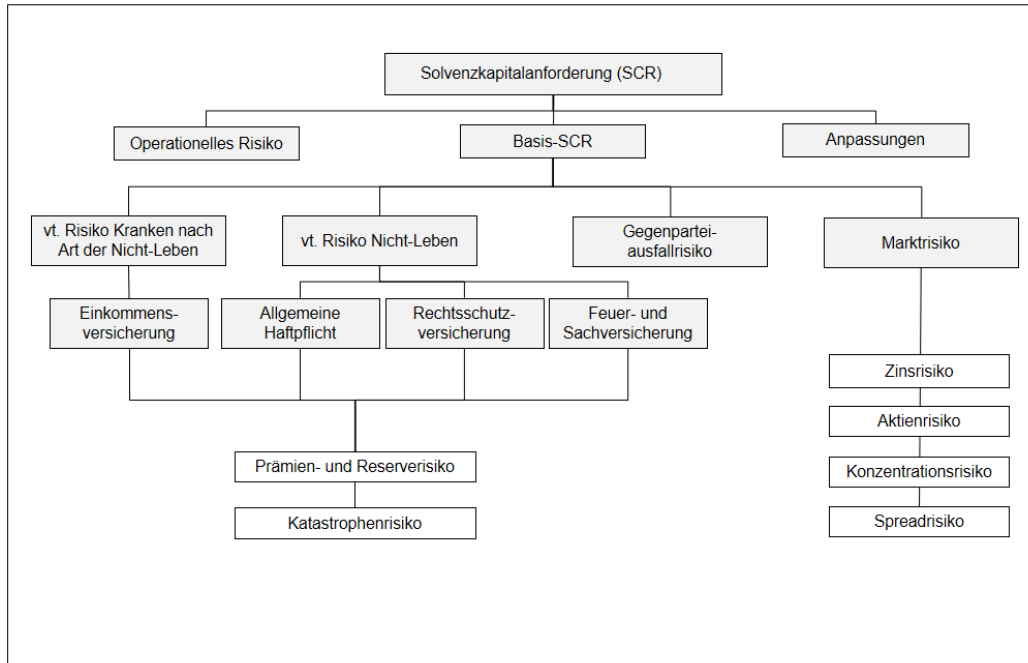 Solvenzkapitalanforderung (SCR)
Operationelles Risiko
Basis-SCR
Anpassungen
vt. Risiko Kranken nach
Art der Nicht-Leben
vt. Risiko Nicht-Leben
Gegenpartei-
ausfallrisiko
Marktrisiko
Einkommens-
versicherung
Allgemeine
Haftpflicht
Rechtsschutz-
versicherung
Feuer- und
Sachversicherung
Zinsrisiko
Aktienrisiko
Prämien- und Reserverisiko
Konzentrationsrisiko
Katastrophenrisiko
Spreadrisiko